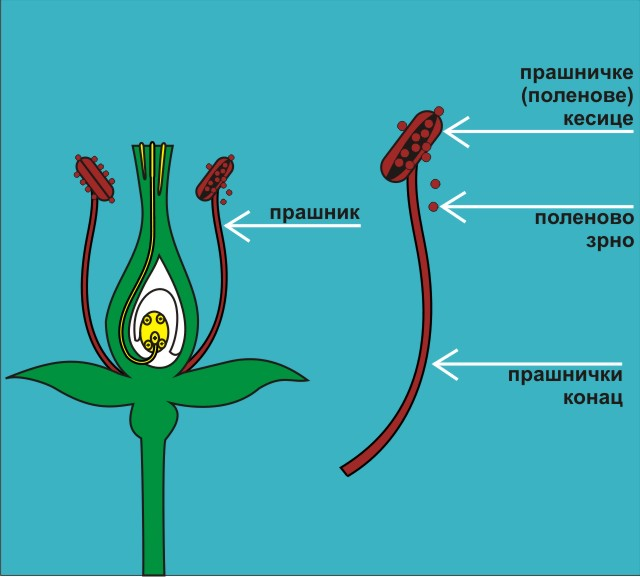 прашничке
(поленове)
кесице
прашник
поленово
зрно
прашнички
конац